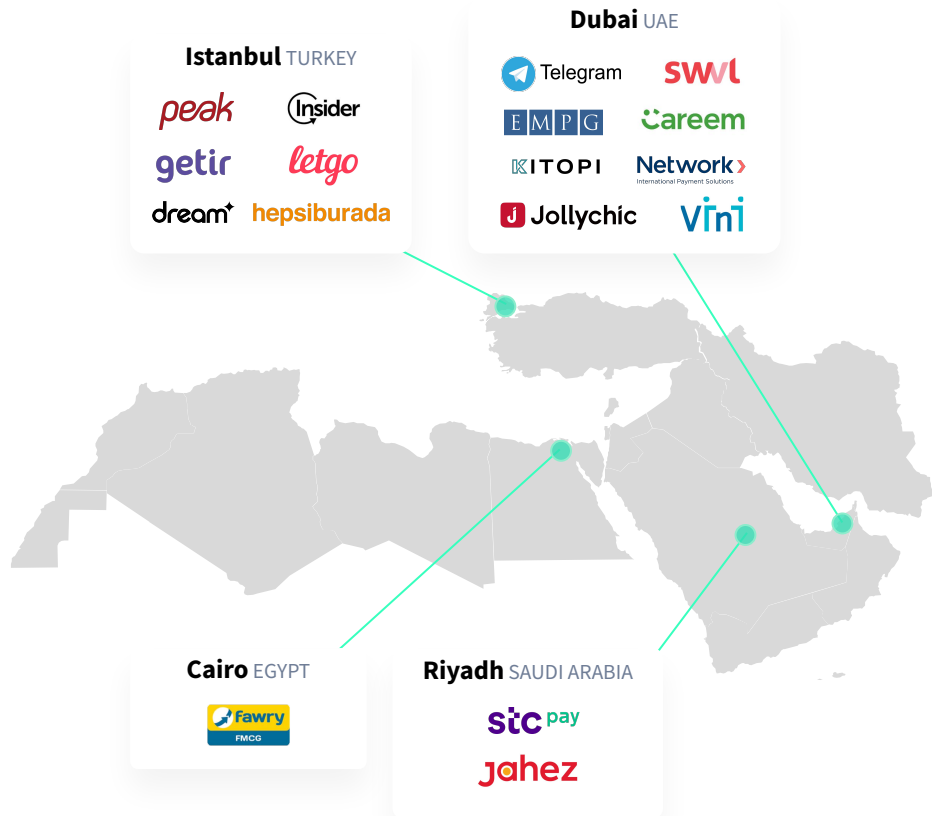 Istanbul TURKEY
peak
Insider
getir
letgo
dream
hepsiburada
Dubai UAE
Telegram
swvl
EMPG
Careem
KITOPI
Network
International Payment Solutions
J Jollychic
Vini
Cairo EGYPT
fawry
FMCG
Riyadh SAUDI ARABIA
stc pay
Jahez